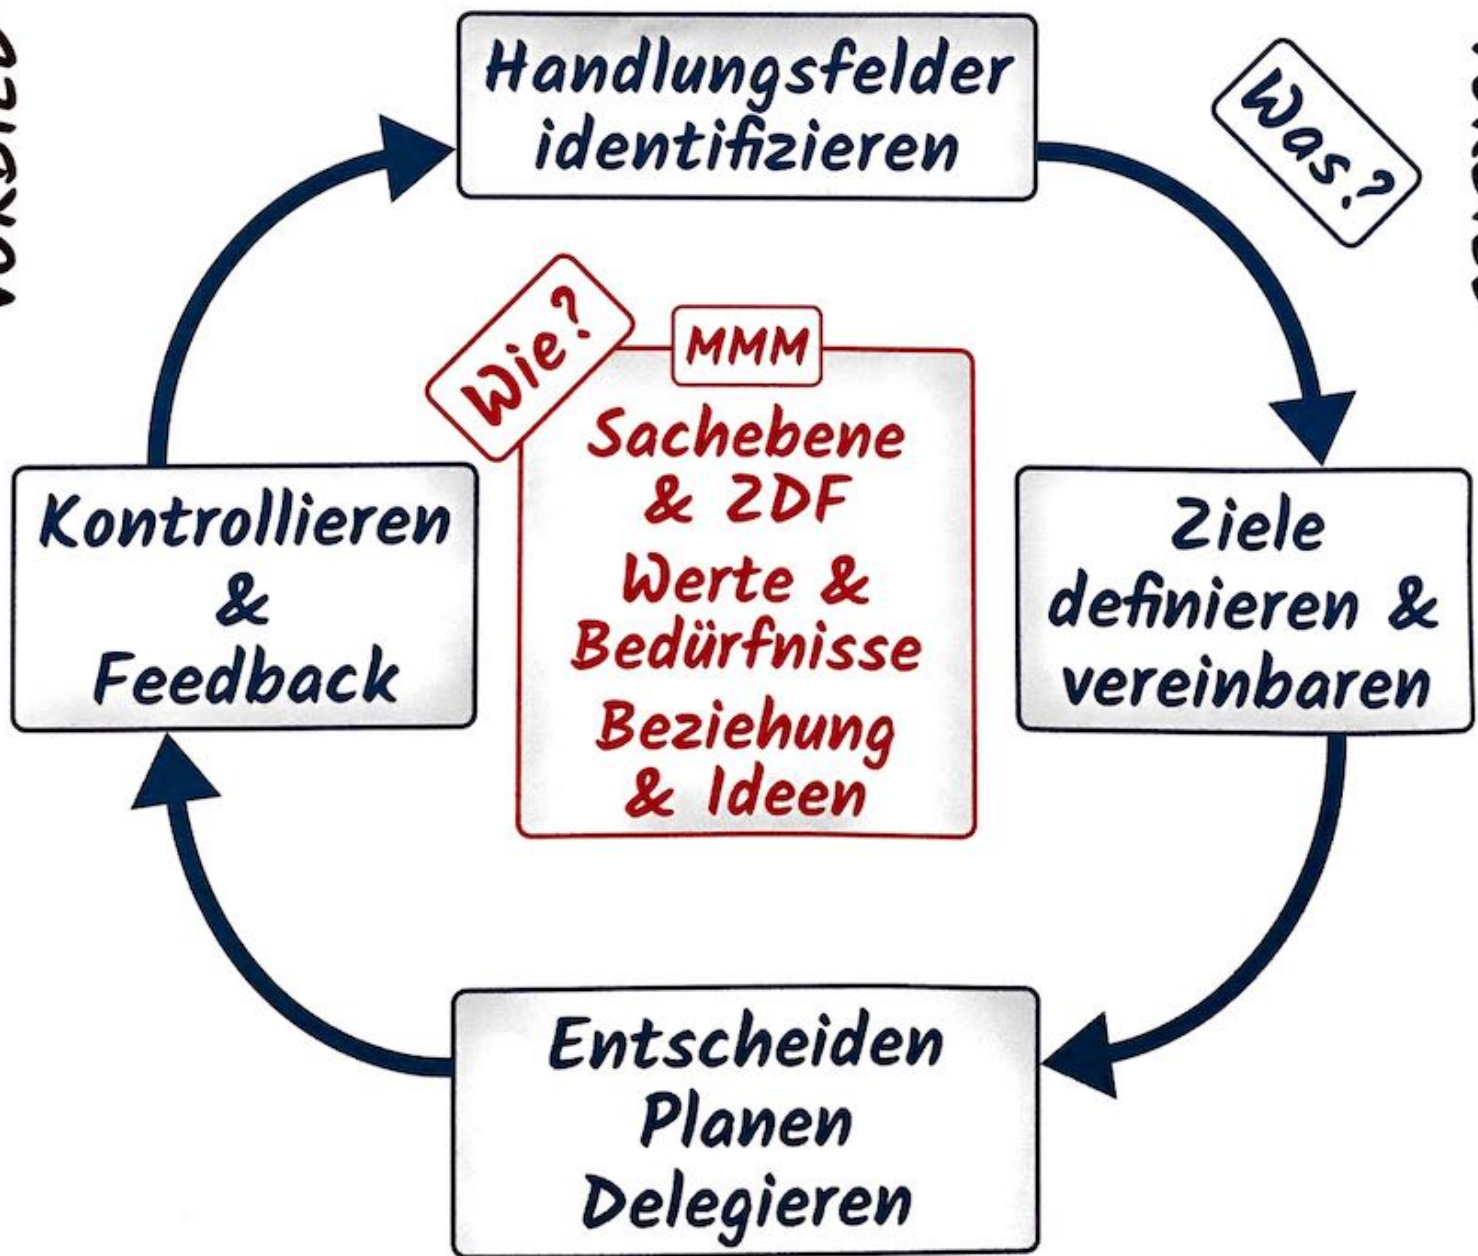 Handlungsfelder
identifizieren
Was?
Wie?
MMM
Sachebene
& ZDF
Werte &
Bedürfnisse
Beziehung
& Ideen
Kontrollieren
&
Feedback
Ziele
definieren &
vereinbaren
Entscheiden
Planen
Delegieren